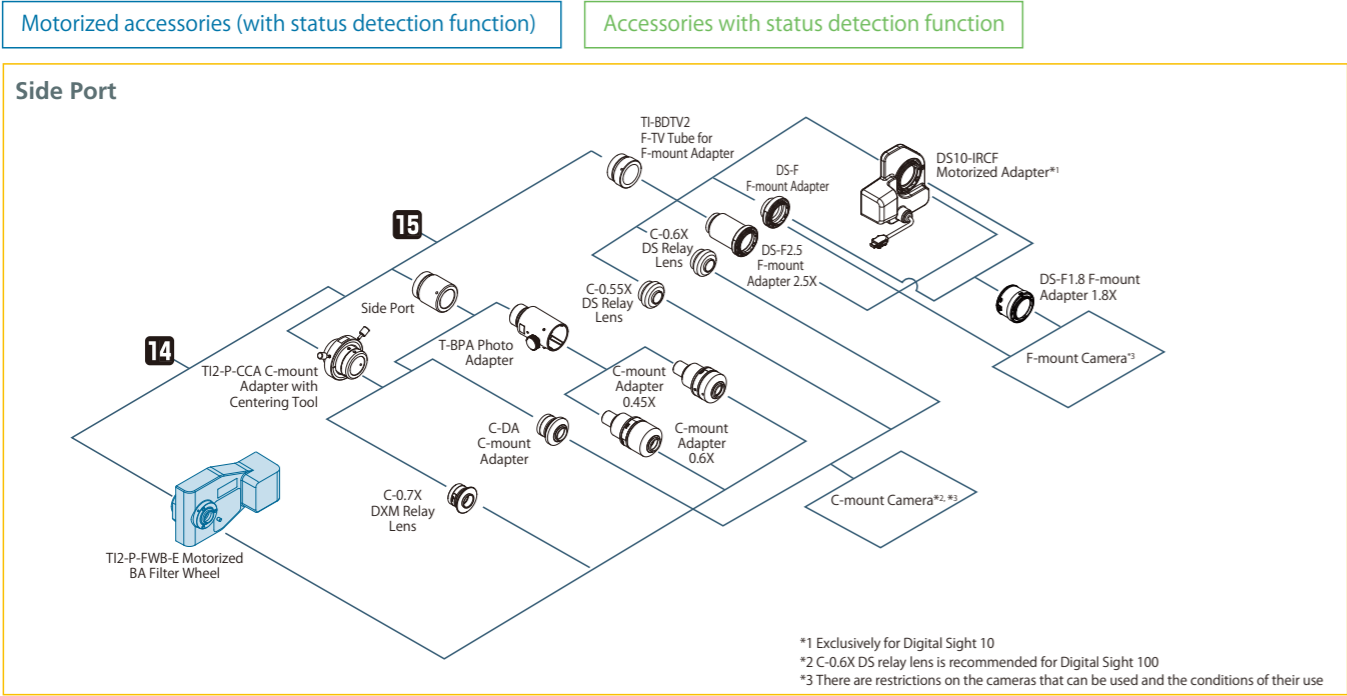 Motorized accessories (with status detection function)
Accessories with status detection function
Side Port
TI-BDTV2
F-TV Tube for
F-mount Adapter
DS-F
F-mount Adapter
DS10-IRCF
Motorized Adapter*1
15
C-0.6X
DS Relay
Lens
DS-F2.5
F-mount
Adapter 2.5X
DS-F1.8 F-mount
Adapter 1.8X
C-0.55X
DS Relay
Lens
Side Port
14
T-BPA Photo
Adapter
F-mount Camera*3
TI2-P-CCA C-mount
Adapter with
Centering Tool
C-mount
Adapter
0.45X
C-DA
C-mount
Adapter
C-mount
Adapter
0.6X
C-0.7X
DXM Relay
Lens
C-mount Camera*2, *3
TI2-P-FWB-E Motorized
BA Filter Wheel
*1 Exclusively for Digital Sight 10
*2 C-0.6X DS relay lens is recommended for Digital Sight 100
*3 There are restrictions on the cameras that can be used and the conditions of their use